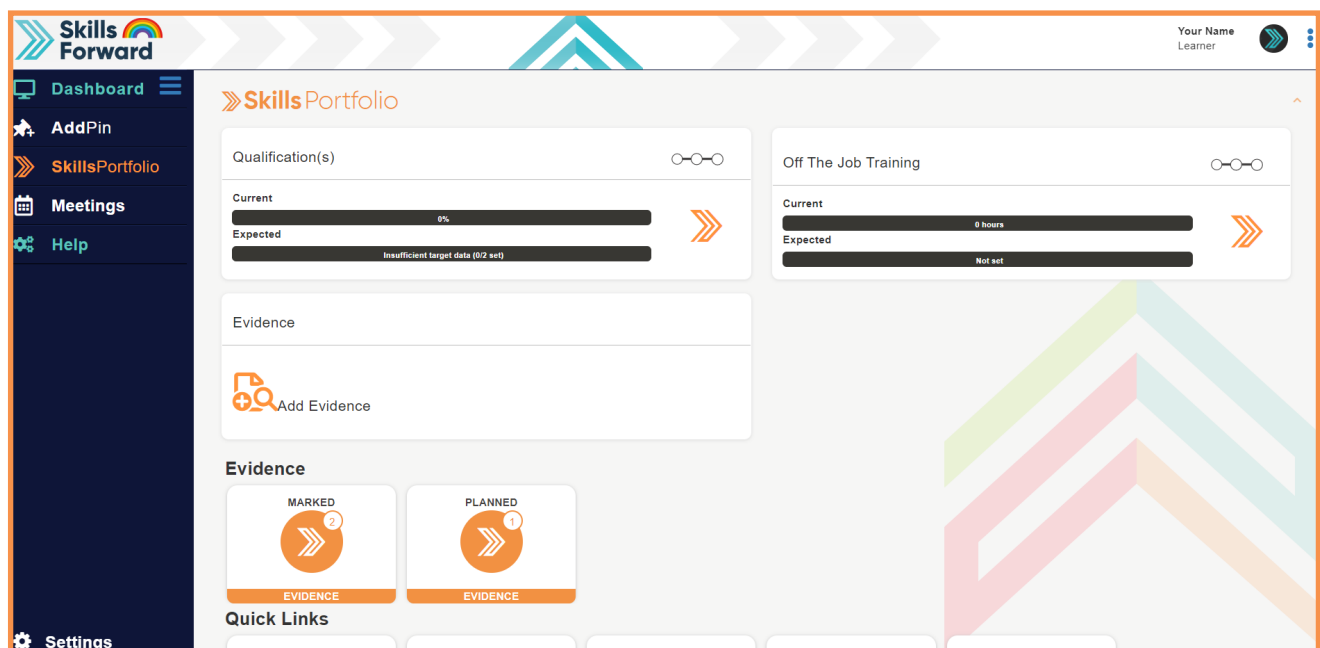 Skills
Forward
Your Name
Learner
Dashboard
AddPin
SkillsPortfolio
Meetings
Help
Settings
SkillsPortfolio
Qualification(s)
Current
0%
Expected
Insufficient target data (0/2 set)
Off The Job Training
Current
0 hours
Expected
Not set
Evidence
Add Evidence
Evidence
MARKED
2
EVIDENCE
PLANNED
1
EVIDENCE
Quick Links